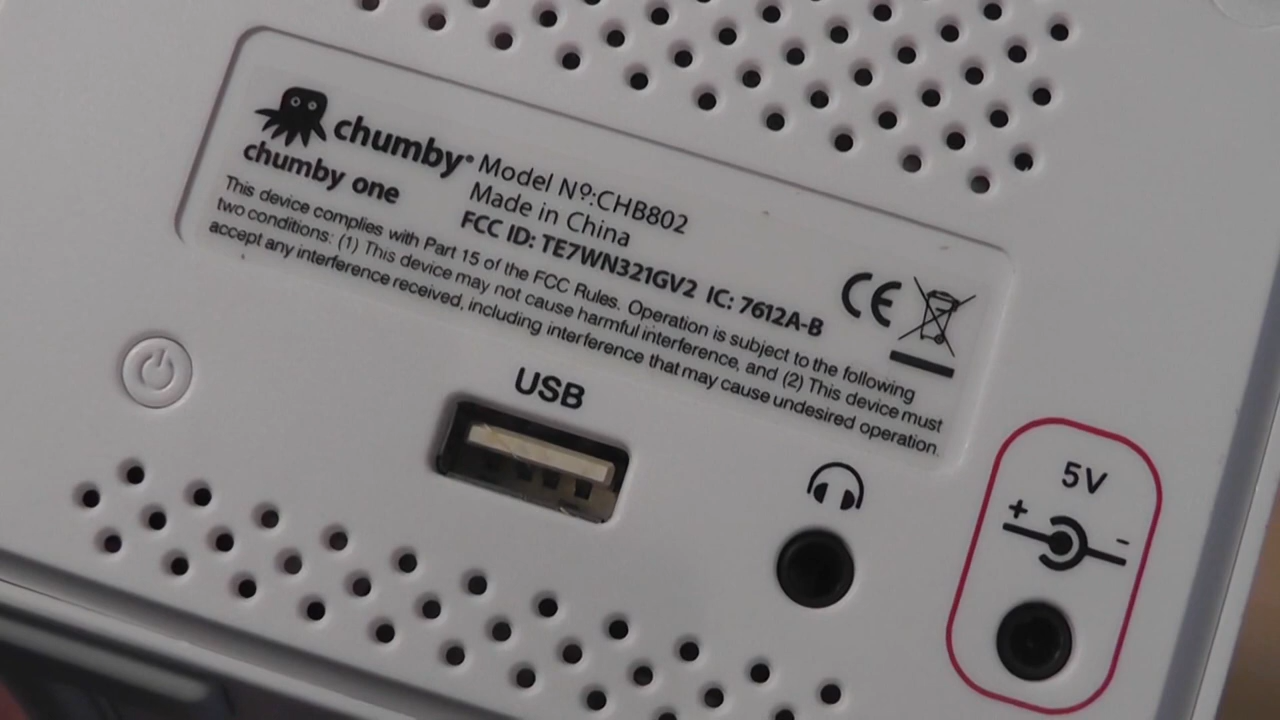 chumby®
chumby one
Model Nº:CHB802
Made in China
FCC ID: TE7WN321GV2 IC: 7612A-B
CE
This device complies with Part 15 of the FCC Rules. Operation is subject to the following
two conditions: (1) This device may not cause harmful interference, and (2) This device must
accept any interference received, including interference that may cause undesired operation.
USB
5V
+ -